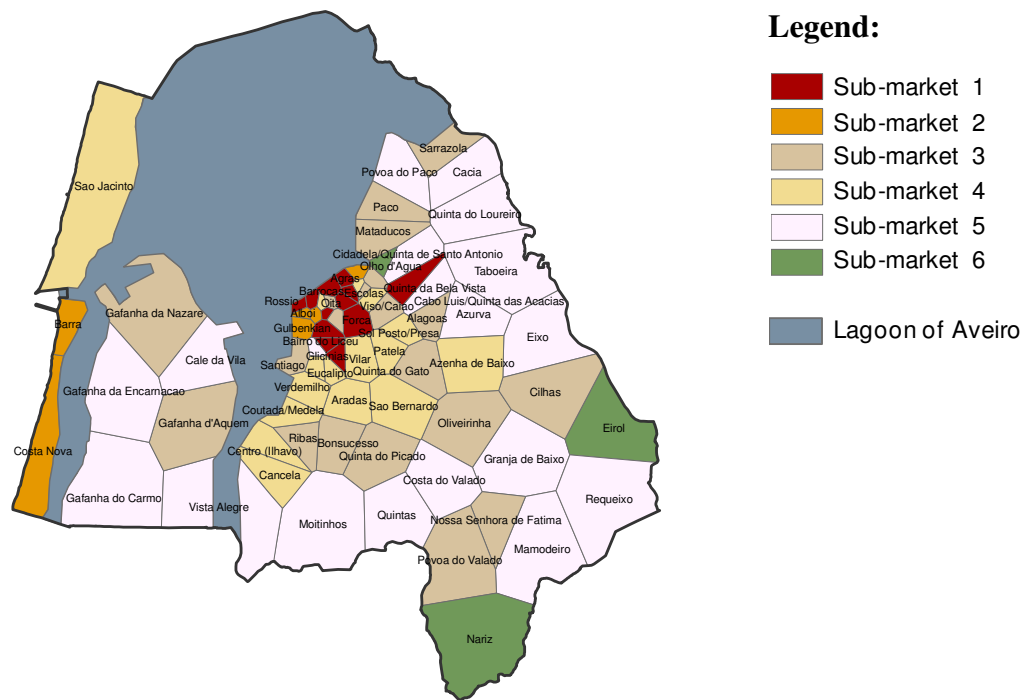 Legend:
Sub-market 1
Sub-market 2
Sub-market 3
Sub-market 4
Sub-market 5
Sub-market 6
Lagoon of Aveiro
Sarrazola
Povoa do Paço
Cacia
Sao Jacinto
Paco
Quinta do Loureiro
Mataducos
Cidadela/Quinta de Santo Antonio
Olho d'Agua
Taboeira
Agras
Quinta da Bela Vista
Barrocas
Escolas
Rossio
Oita
Viso/Caiao
Cabo Luis/Quinta das Acacias
Gafanha da Nazare
Alboi
Forca
Alagoas
Azurva
Barra
Gulbenkian
Sol Posto/Presa
Eixo
Bairro do Liceu
Cale da Vila
Glicinias
Vilar
Patela
Santiago
Azenha de Baixo
Eucalipto
Quinta do Gato
Gafanha da Encarnacao
Verdemilho
Cilhas
Aradas
Sao Bernardo
Coutada/Medela
Gafanha d'Aquem
Oliveirinha
Eirol
Ribas
Bonsucesso
Costa Nova
Centro (Ilhavo)
Quinta do Picado
Granja de Baixo
Cancela
Costa do Valado
Gafanha do Carmo
Requeixo
Vista Alegre
Quintas
Moitinhos
Nossa Senhora de Fatima
Mamodeiro
Povoa do Valado
Nariz